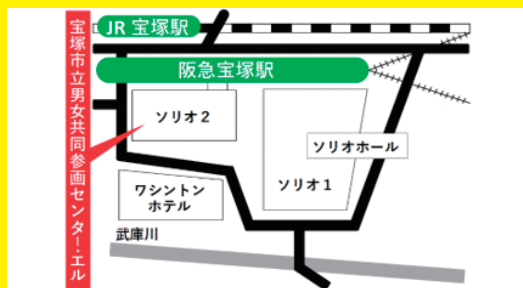 宝塚市立男女共同参画センター・エル
JR 宝塚駅
阪急宝塚駅
ソリオ2
ソリオホール
ソリオ1
ワシントン
ホテル
武庫川